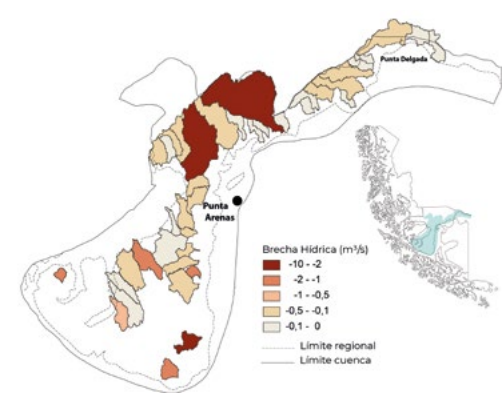 Punta Delgada
Punta
Arenas
Brecha Hídrica (m³/s)
-10 - -2
-2 - -1
-1 - -0,5
-0,5 - -0,1
-0,1 - 0
Límite regional
Límite cuenca